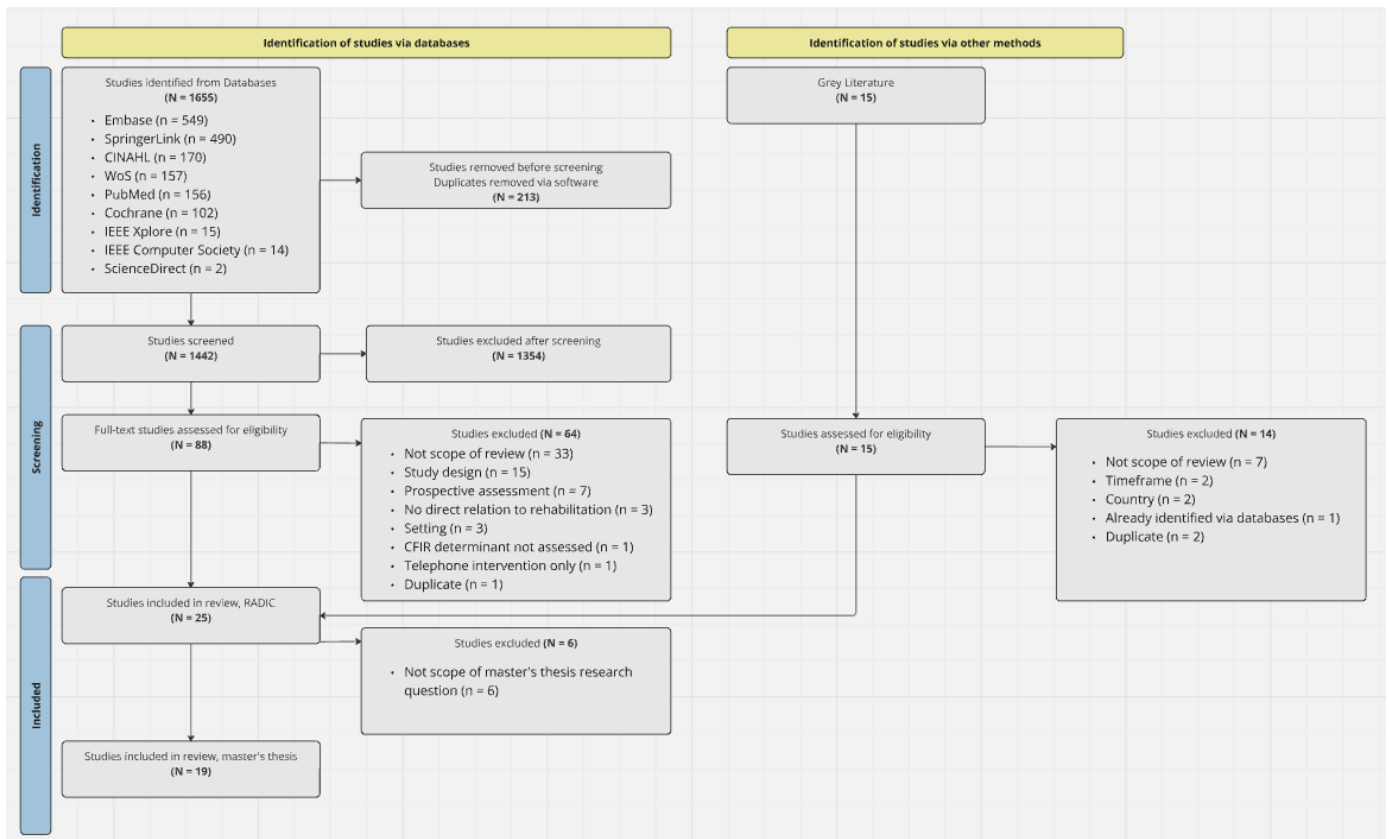 Identification of studies via databases
Identification of studies via other methods
Identification
Studies identified from Databases
(N = 1655)
• Embase (n = 549)
• SpringerLink (n = 490)
• CINAHL (n = 170)
• WoS (n = 157)
• PubMed (n = 156)
• Cochrane (n = 102)
• IEEE Xplore (n = 15)
• IEEE Computer Society (n = 14)
• ScienceDirect (n = 2)
Studies removed before screening
Duplicates removed via software
(N = 213)
Grey Literature
(N = 15)
Screening
Studies screened
(N = 1442)
Studies excluded after screening
(N = 1354)
Full-text studies assessed for eligibility
(N = 88)
Studies excluded (N = 64)
• Not scope of review (n = 33)
• Study design (n = 15)
• Prospective assessment (n = 7)
• No direct relation to rehabilitation (n = 3)
• Setting (n = 3)
• CFIR determinant not assessed (n = 1)
• Telephone intervention only (n = 1)
• Duplicate (n = 1)
Studies assessed for eligibility
(N = 15)
Studies excluded (N = 14)
• Not scope of review (n = 7)
• Timeframe (n = 2)
• Country (n = 2)
• Already identified via databases (n = 1)
• Duplicate (n = 2)
Included
Studies included in review, RADIC
(N = 25)
Studies excluded (N = 6)
• Not scope of master's thesis research
question (n = 6)
Studies included in review, master's thesis
(N = 19)